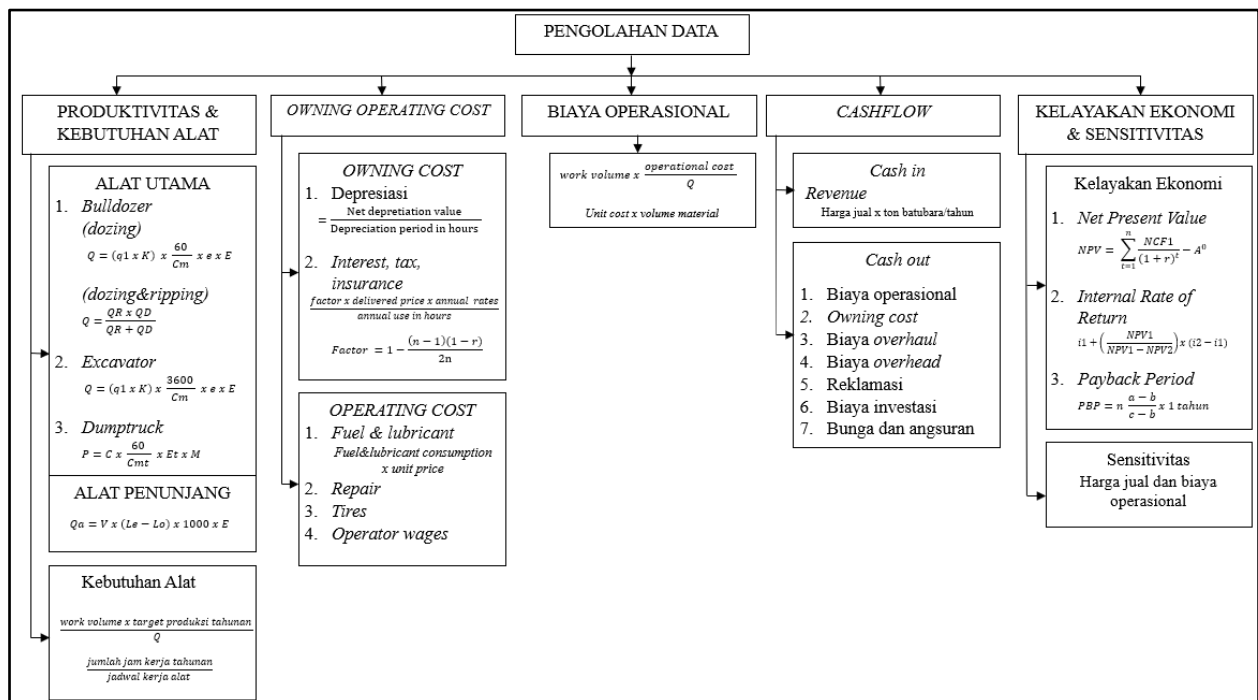 PENGOLAHAN DATA
PRODUKTIVITAS &
KEBUTUHAN ALAT
ALAT UTAMA
1. Bulldozer
(dozing)
Q = (q1 x K) x 60/Cm x e x E
(dozing&ripping)
Q = QR x QD / QR + QD
2. Excavator
Q = (q1 x K) x 3600/Cm x e x E
3. Dumptruck
P = C x 60/Cmt x Et x M
ALAT PENUNJANG
Qa = V x (Le − Lo) x 1000 x E
Kebutuhan Alat
work volume x target produksi tahunan
Q
jumlah jam kerja tahunan
jadwal kerja alat
OWNING OPERATING COST
OWNING COST
1. Depresiasi
= Net depretiation value
Depreciation period in hours
2. Interest, tax,
insurance
factor x delivered price x annual rates
annual use in hours
Factor = 1 − (n − 1)(1 − r) / 2n
OPERATING COST
1. Fuel & lubricant
Fuel&lubricant consumption
x unit price
2. Repair
3. Tires
4. Operator wages
BIAYA OPERASIONAL
work volume x operational cost / Q
Unit cost x volume material
CASHFLOW
Cash in
Revenue
Harga jual x ton batubara/tahun
Cash out
1. Biaya operasional
2. Owning cost
3. Biaya overhaul
4. Biaya overhead
5. Reklamasi
6. Biaya investasi
7. Bunga dan angsuran
KELAYAKAN EKONOMI
& SENSITIVITAS
Kelayakan Ekonomi
1. Net Present Value
NPV = ∑ n t=1 NCF1 / (1 + r)^t − A^0
2. Internal Rate of
Return
i1 + (NPV1 / NPV1 − NPV2) x (i2 − i1)
3. Payback Period
PBP = n a − b / c − b x 1 tahun
Sensitivitas
Harga jual dan biaya
operasional